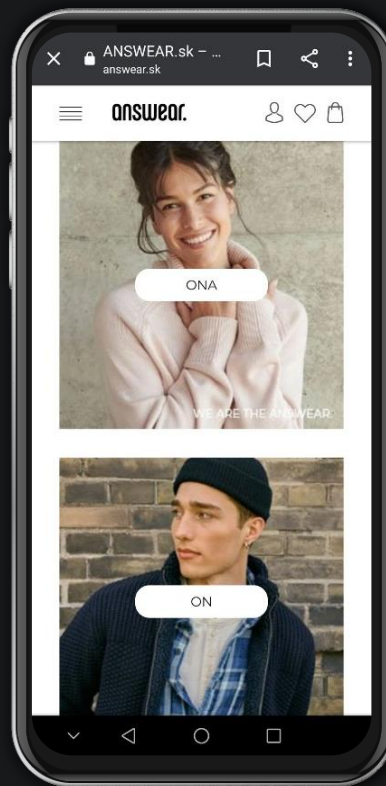 ANSWEAR.sk – ...
answear.sk
answear.
ONA
WE ARE THE ANSWEAR.
ON